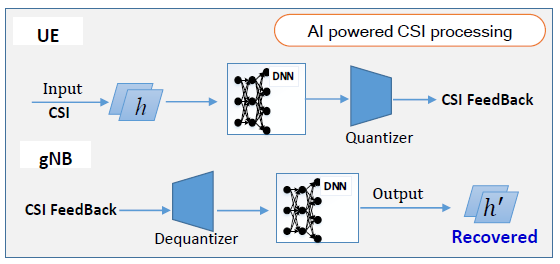 UE
AI powered CSI processing
Input
CSI
h
DNN
Quantizer
CSI FeedBack
gNB
CSI FeedBack
Dequantizer
DNN
Output
h′
Recovered